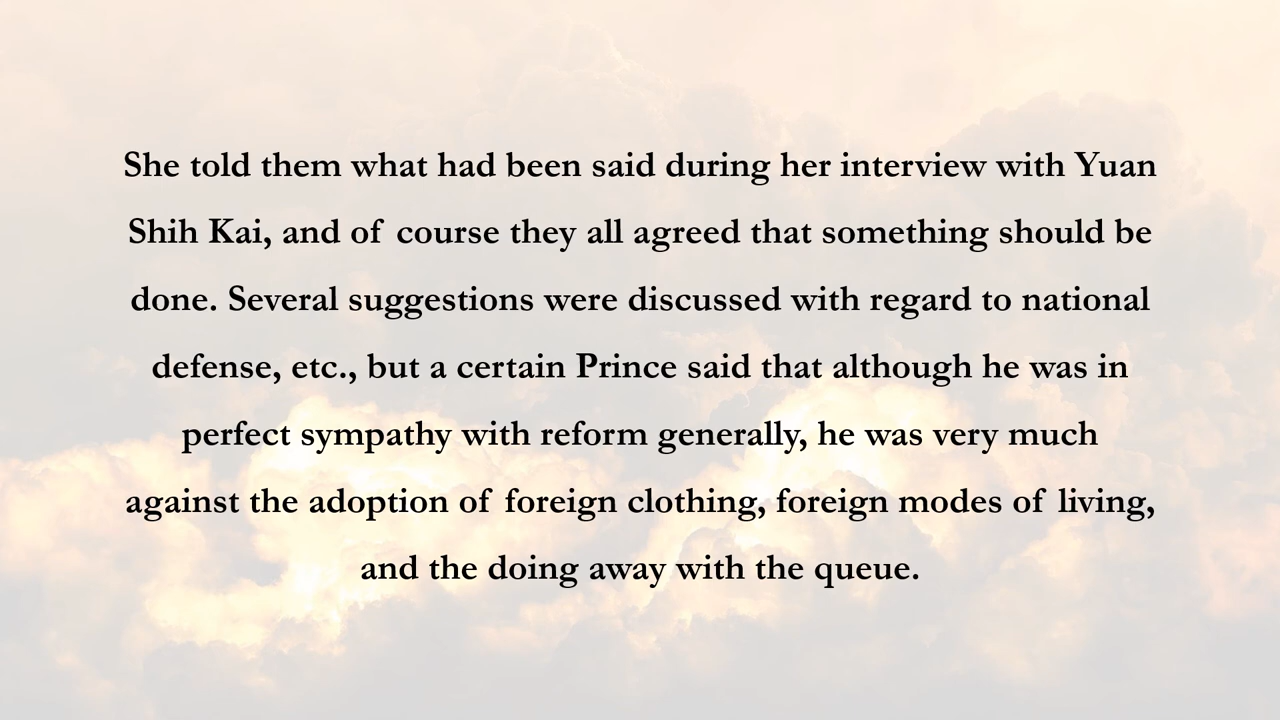 She told them what had been said during her interview with Yuan
Shih Kai, and of course they all agreed that something should be
done. Several suggestions were discussed with regard to national
defense, etc., but a certain Prince said that although he was in
perfect sympathy with reform generally, he was very much
against the adoption of foreign clothing, foreign modes of living,
and the doing away with the queue.